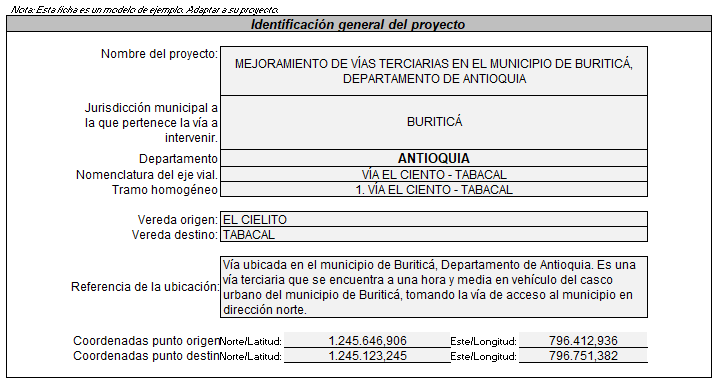 Nota: Esta ficha es un modelo de ejemplo. Adaptar a su proyecto.
Identificación general del proyecto
Nombre del proyecto:
MEJORAMIENTO DE VÍAS TERCIARIAS EN EL MUNICIPIO DE BURITICÁ,
DEPARTAMENTO DE ANTIOQUIA
Jurisdicción municipal a
la que pertenece la vía a
intervenir.
BURITICÁ
Departamento ANTIOQUIA
Nomenclatura del eje vial. VÍA EL CIENTO - TABACAL
Tramo homogéneo 1. VÍA EL CIENTO - TABACAL
Vereda origen: EL CIELITO
Vereda destino: TABACAL
Referencia de la ubicación:
Vía ubicada en el municipio de Buriticá, Departamento de Antioquia. Es una
vía terciaria que se encuentra a una hora y media en vehículo del casco
urbano del municipio de Buriticá, tomando la vía de acceso al municipio en
dirección norte.
Coordenadas punto origen Norte/Latitud: 1.245.646,906 Este/Longitud: 796.412,936
Coordenadas punto destin Norte/Latitud: 1.245.123,245 Este/Longitud: 796.751,382